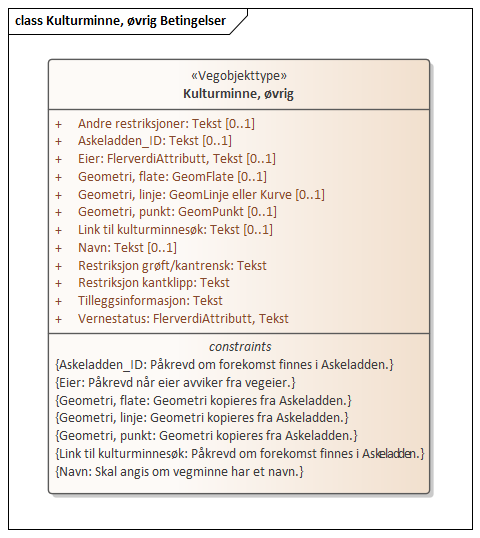 class Kulturminne, øvrig Betingelser
«Vegobjekttype»
Kulturminne, øvrig
+ Andre restriksjoner: Tekst [0..1]
+ Askeladden_ID: Tekst [0..1]
+ Eier: FlerverdiAttributt, Tekst [0..1]
+ Geometri, flate: GeomFlate [0..1]
+ Geometri, linje: GeomLinje eller Kurve [0..1]
+ Geometri, punkt: GeomPunkt [0..1]
+ Link til kulturminnesøk: Tekst [0..1]
+ Navn: Tekst [0..1]
+ Restriksjon grøft/kantrensk: Tekst
+ Restriksjon kantklipp: Tekst
+ Tilleggsinformasjon: Tekst
+ Vernestatus: FlerverdiAttributt, Tekst
constraints
{Askeladden_ID: Påkrevd om forekomst finnes i Askeladden.}
{Eier: Påkrevd når eier avviker fra vegeier.}
{Geometri, flate: Geometri kopieres fra Askeladden.}
{Geometri, linje: Geometri kopieres fra Askeladden.}
{Geometri, punkt: Geometri kopieres fra Askeladden.}
{Link til kulturminnesøk: Påkrevd om forekomst finnes i Askeladden.}
{Navn: Skal angis om vegminne har et navn.}